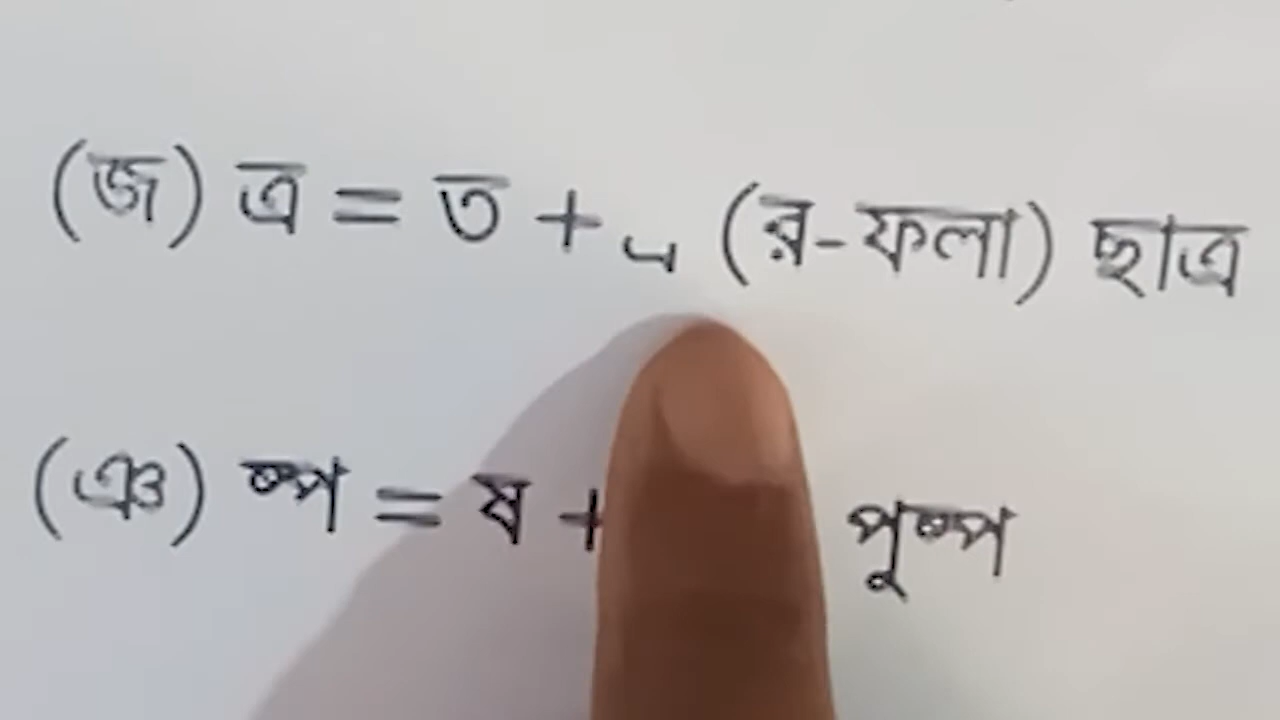 (জ) ত্র = ত + ্র (র-ফলা) ছাত্র
(ঞ) ষ্প = ষ + পুষ্প